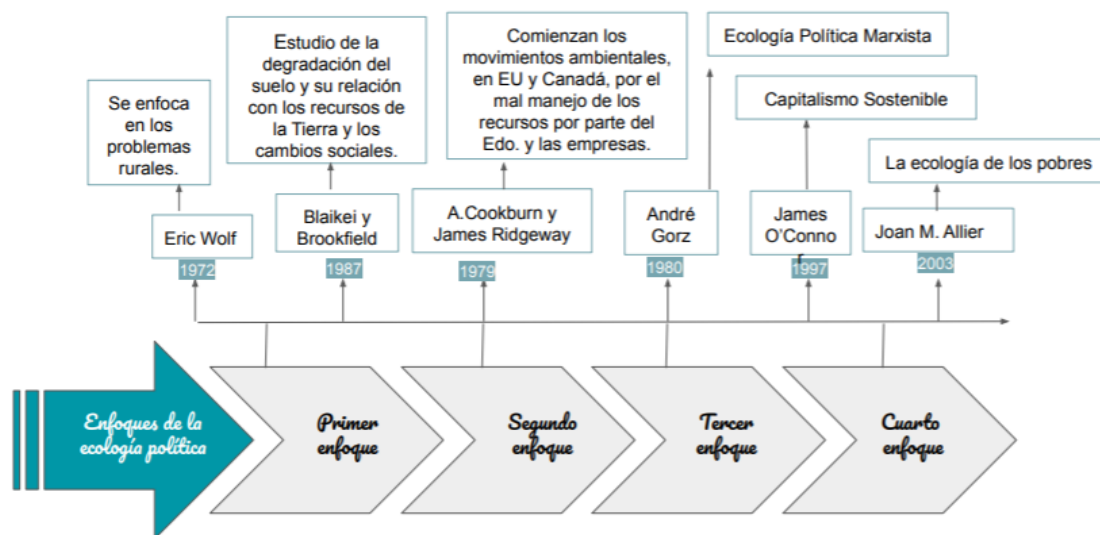 Se enfoca
en los
problemas
rurales.
Eric Wolf
1972
Estudio de la
degradación del
suelo y su relación
con los recursos de
la Tierra y los
cambios sociales.
Blaikei y
Brookfield
1987
Comienzan los
movimientos ambientales,
en EU y Canadá, por el
mal manejo de los
recursos por parte del
Edo. y las empresas.
A.Cookburn y
James Ridgeway
1979
Ecología Política Marxista
André
Gorz
1980
Capitalismo Sostenible
James
O'Conno
r
1997
La ecología de los pobres
Joan M. Allier
2003
Enfoques de la
ecología política
Primer
enfoque
Segundo
enfoque
Tercer
enfoque
Cuarto
enfoque